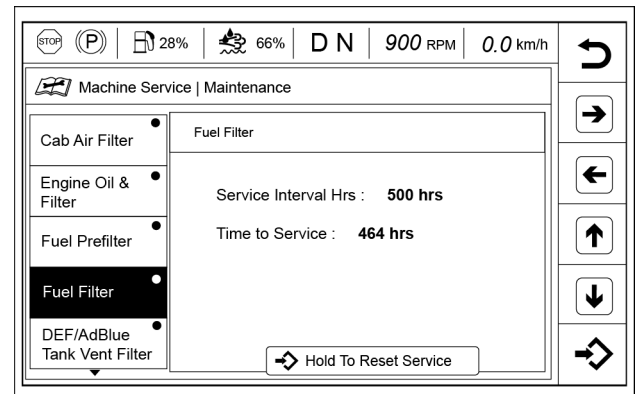 STOP (P) 28% 66% D N 900 RPM 0.0 km/h
Machine Service | Maintenance
Cab Air Filter
Engine Oil &
Filter
Fuel Prefilter
Fuel Filter
DEF/AdBlue
Tank Vent Filter
Fuel Filter
Service Interval Hrs : 500 hrs
Time to Service : 464 hrs
Hold To Reset Service